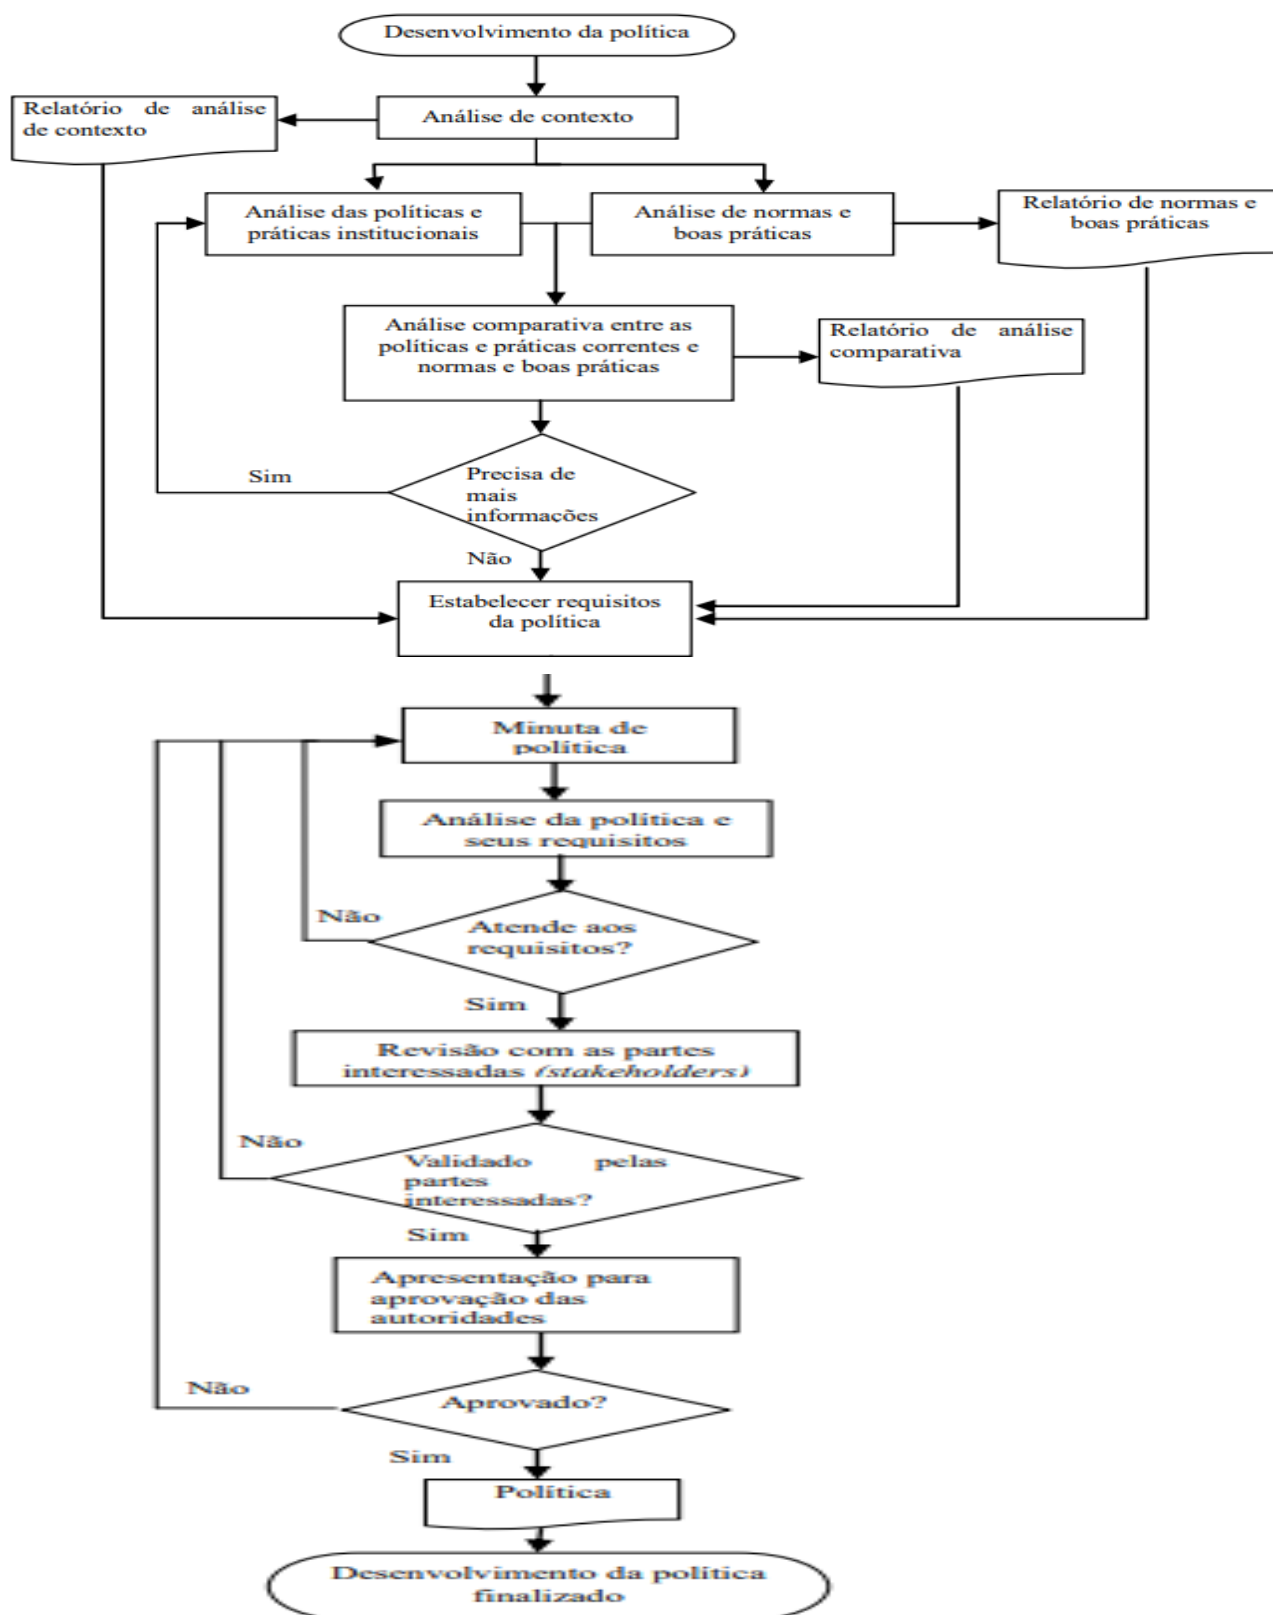 Desenvolvimento da política
Relatório de análise
de contexto
Análise de contexto
Análise das políticas e
práticas institucionais
Análise de normas e
boas práticas
Relatório de normas e
boas práticas
Análise comparativa entre as
políticas e práticas correntes e
normas e boas práticas
Relatório de análise
comparativa
Sim
Precisa de
mais
informações
Não
Estabelecer requisitos
da política
Minuta de
política
Análise da política e
seus requisitos
Não
Atende aos
requisitos?
Sim
Revisão com as partes
interessadas (stakeholders)
Não
Validado pelas
partes
interessadas?
Sim
Apresentação para
aprovação das
autoridades
Não
Aprovado?
Sim
Política
Desenvolvimento da política
finalizado